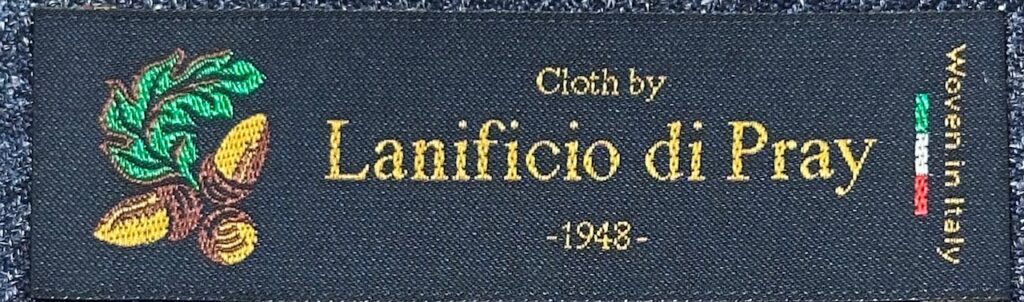 Cloth by
Lanificio di Pray
-1948-
Woven in Italy